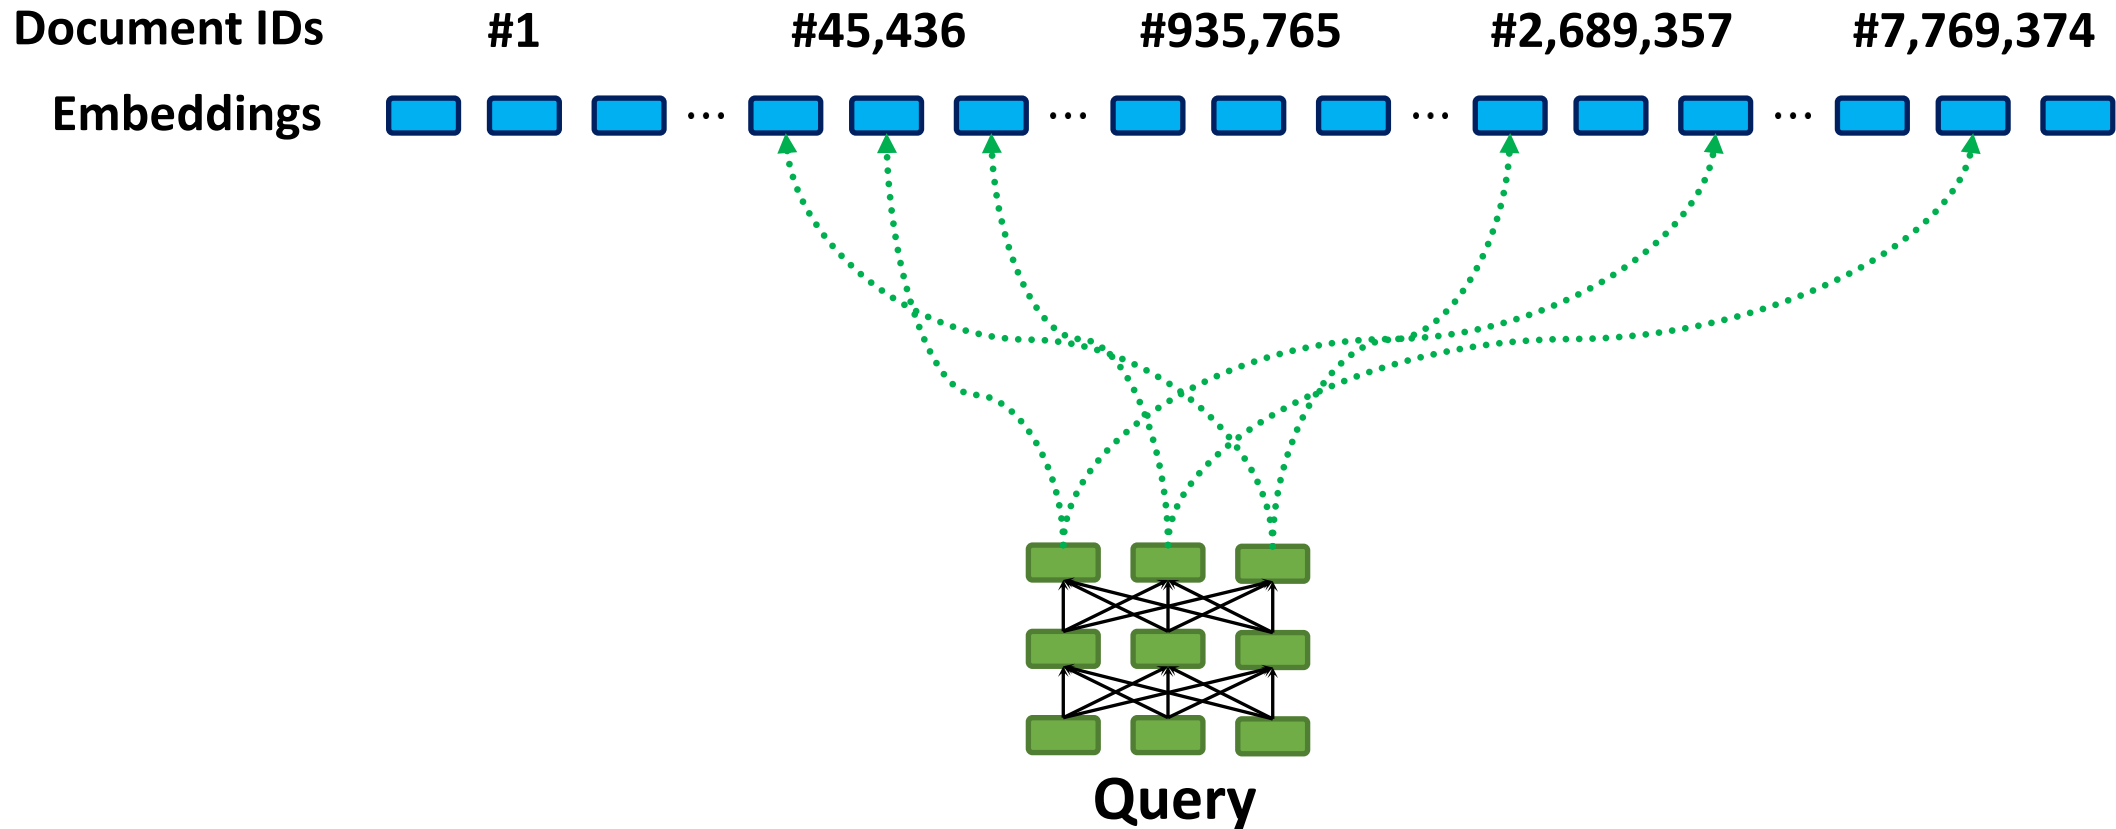 Document IDs #1 #45,436 #935,765 #2,689,357 #7,769,374
Embeddings ... ... ... ...
Query